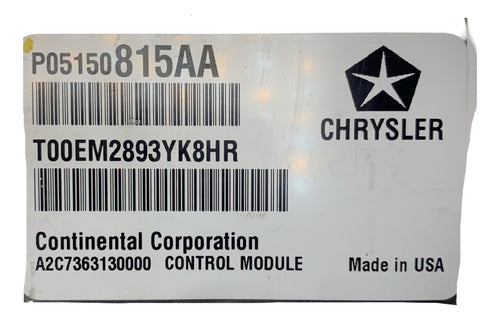 P05150815AA
CHRYSLER
T00EM2893YK8HR
Continental Corporation
A2C7363130000 CONTROL MODULE Made in USA